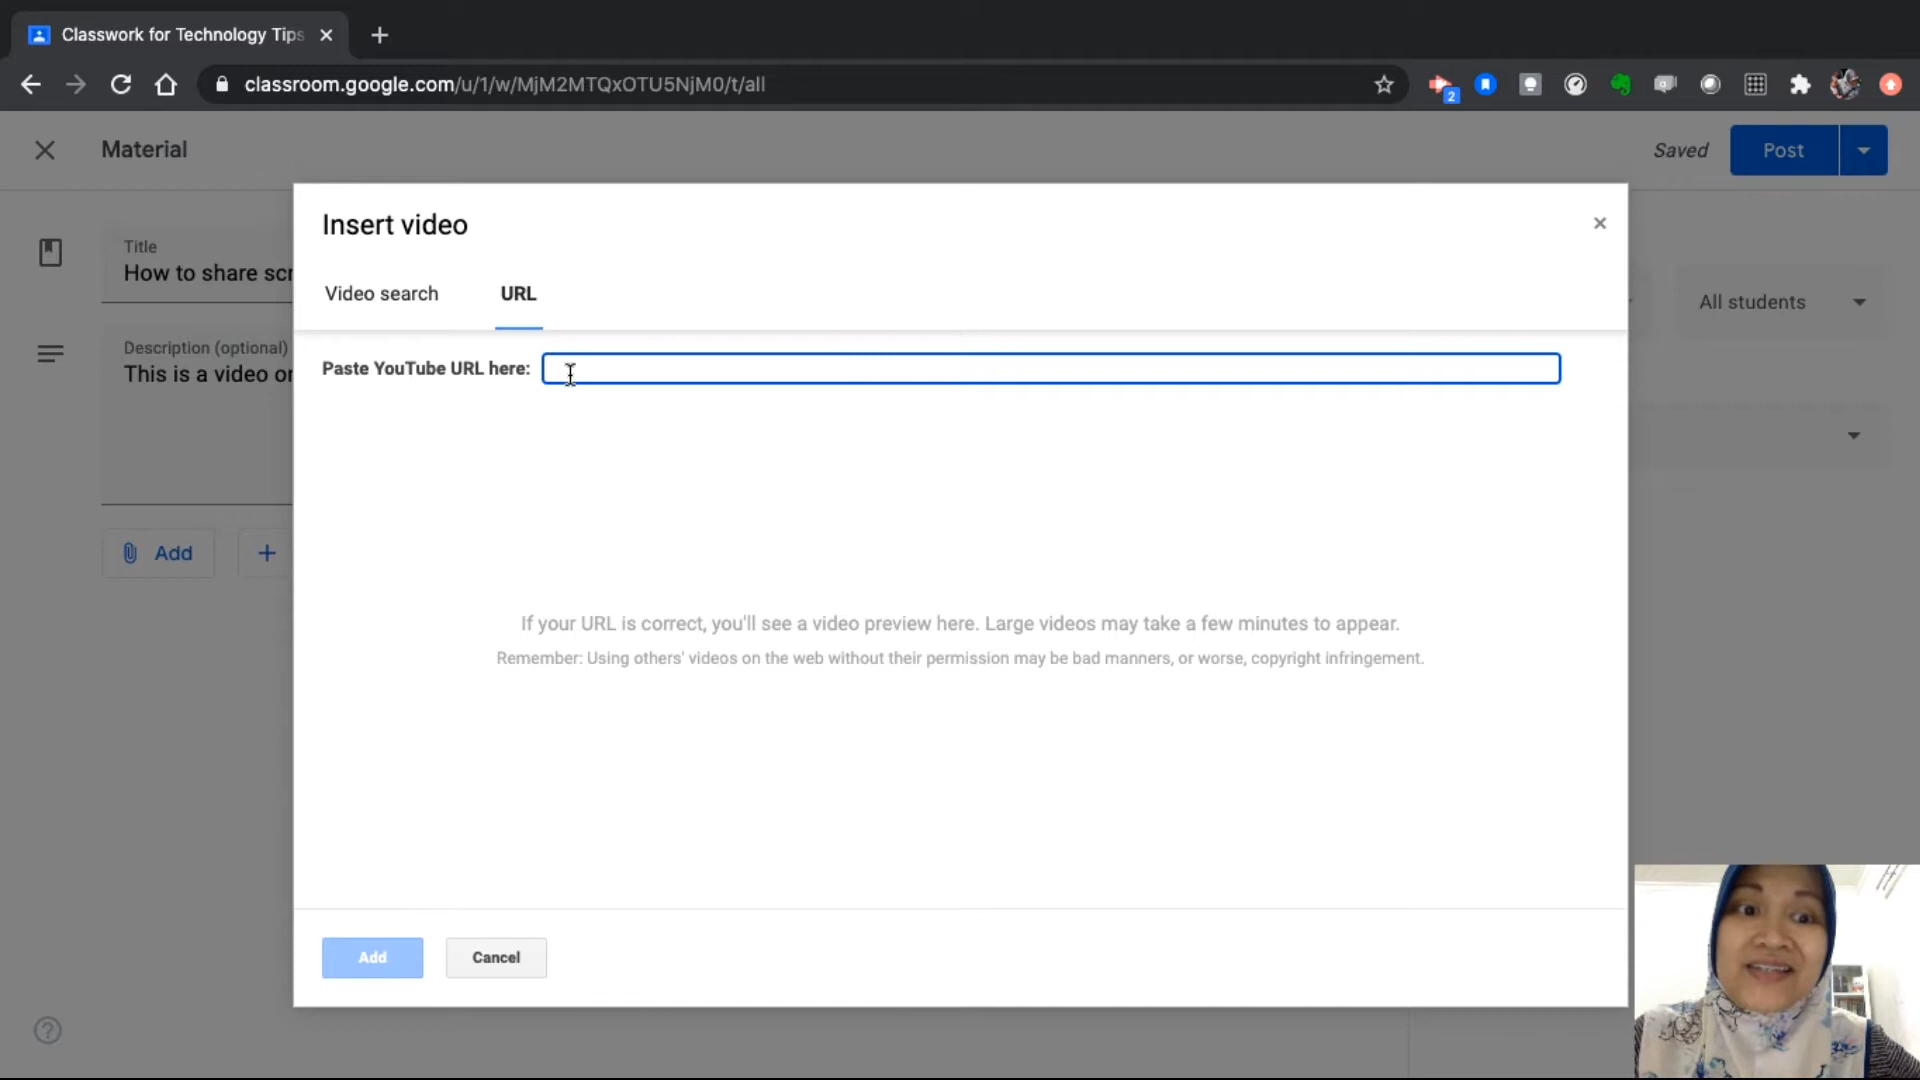 Classwork for Technology Tips
classroom.google.com/u/1/w/MjM2MTQxOTU5NjM0/t/all
2
Material
Saved
Post
Insert video
Title
How to share scr
Video search
URL
All students
Description (optional)
This is a video or
Paste YouTube URL here:
Add
If your URL is correct, you'll see a video preview here. Large videos may take a few minutes to appear.
Remember: Using others' videos on the web without their permission may be bad manners, or worse, copyright infringement.
Add
Cancel